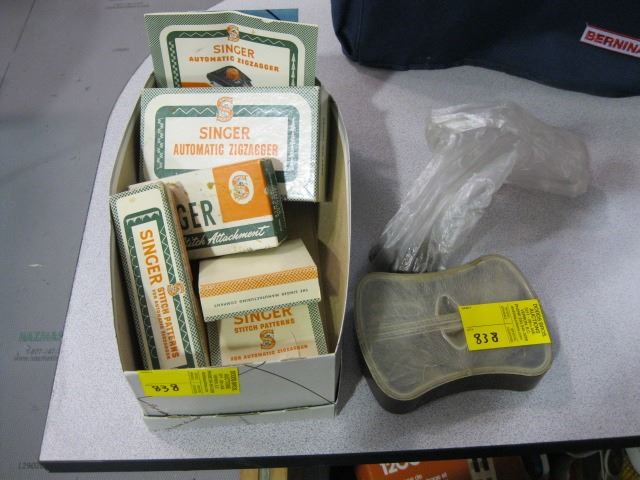 SINGER
AUTOMATIC ZIGZAGGER
BERNINA
SINGER
AUTOMATIC ZIGZAGGER
GER
Stitch Attachment
SINGER
STITCH PATTERNS
THE SINGER MANUFACTURING COMPANY
SINGER
STITCH PATTERNS
FOR AUTOMATIC ZIGZAGGER
838
838
1200